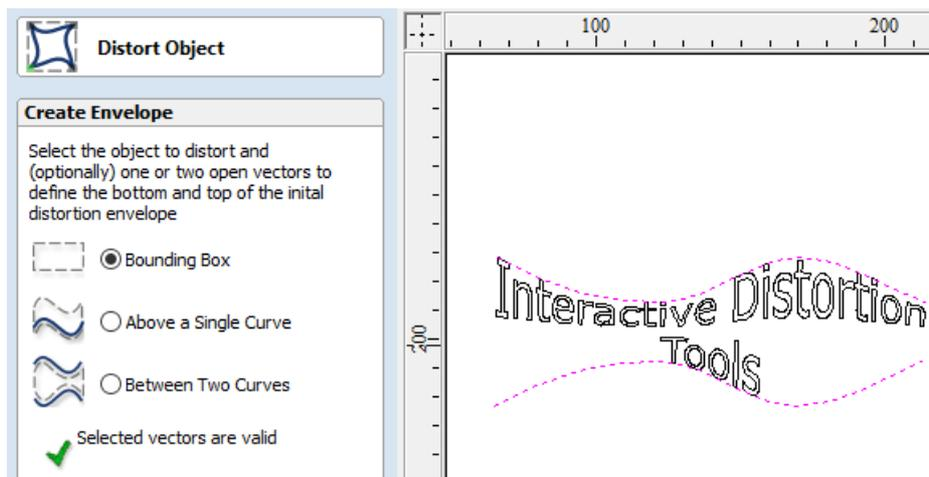 Distort Object
100
200
Create Envelope
Select the object to distort and
(optionally) one or two open vectors to
define the bottom and top of the inital
distortion envelope
Bounding Box
Above a Single Curve
Between Two Curves
Selected vectors are valid
200
Interactive Distortion
Tools